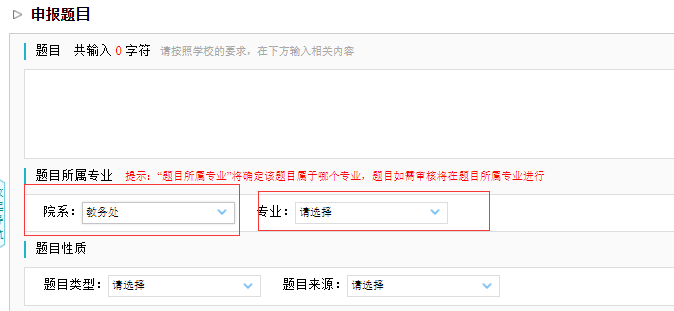 申报题目
题目 共输入 0 字符 请按照学校的要求，在下方输入相关内容
题目所属专业 提示：“题目所属专业”将确定该题目属于哪个专业，题目如需审核将在题目所属专业进行
院系：教务处 专业：请选择
题目性质
题目类型：请选择 题目来源：请选择